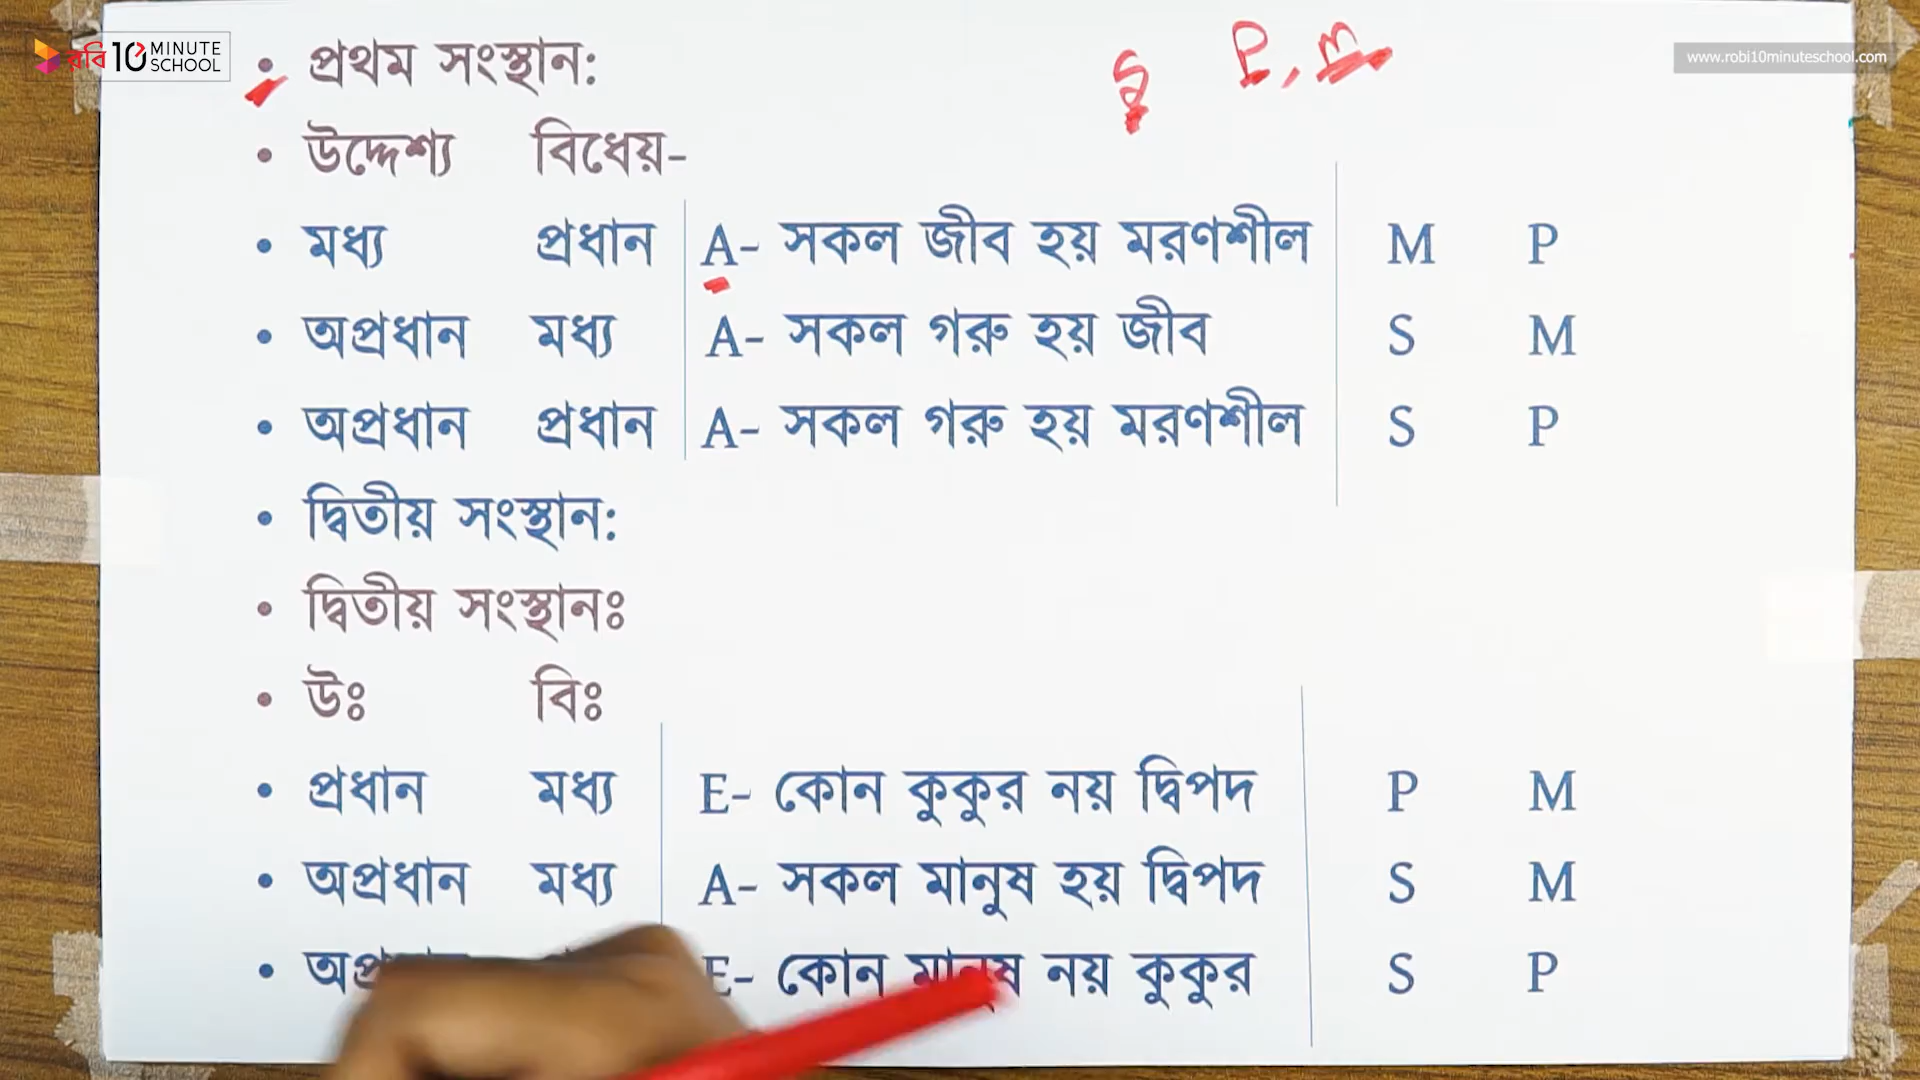 রবি 10 MINUTE SCHOOL
www.robi10minuteschool.com
S P, M
• প্রথম সংস্থান:
• উদ্দেশ্য বিধেয়-
• মধ্য প্রধান A- সকল জীব হয় মরণশীল M P
• অপ্রধান মধ্য A- সকল গরু হয় জীব S M
• অপ্রধান প্রধান A- সকল গরু হয় মরণশীল S P
• দ্বিতীয় সংস্থান:
• দ্বিতীয় সংস্থানঃ
• উঃ বিঃ
• প্রধান মধ্য E- কোন কুকুর নয় দ্বিপদ P M
• অপ্রধান মধ্য A- সকল মানুষ হয় দ্বিপদ S M
• E- কোন মানুষ নয় কুকুর S P